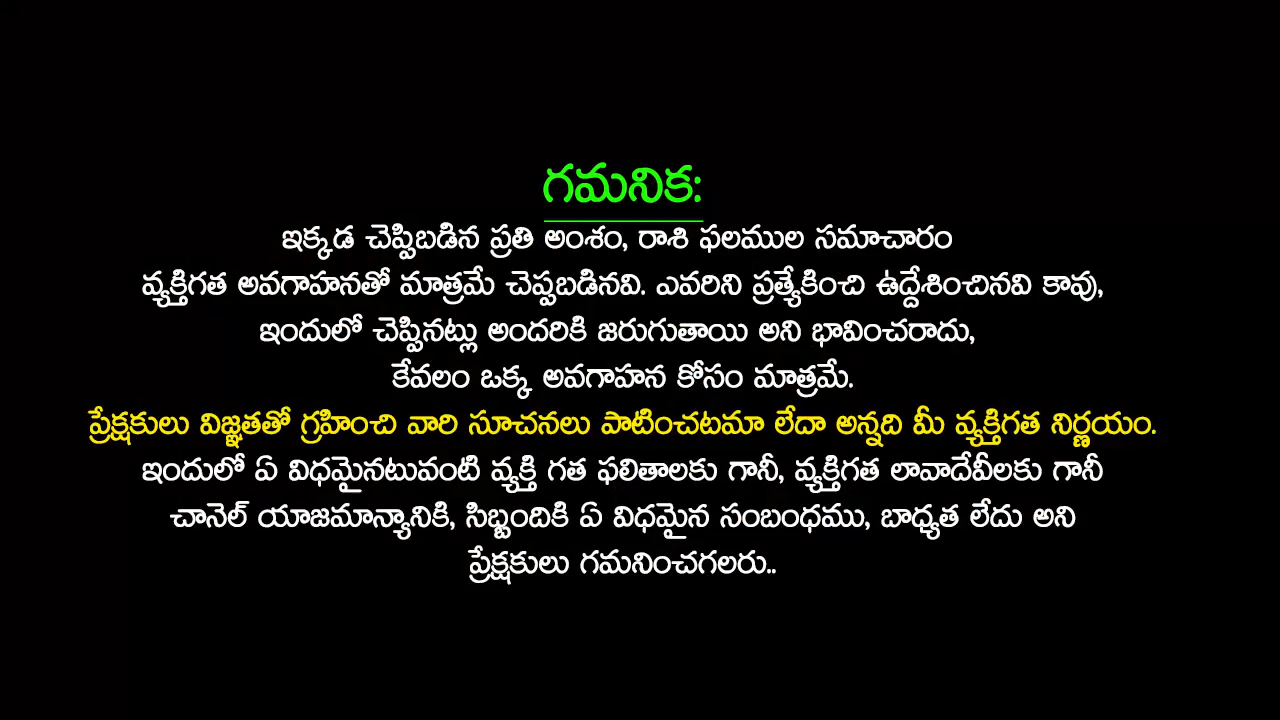 గమనిక:
ఇక్కడ చెప్పిబడిన ప్రతి అంశం, రాశి ఫలముల సమాచారం
వ్యక్తిగత అవగాహనతో మాత్రమే చెప్పబడినవి. ఎవరిని ప్రత్యేకించి ఉద్దేశించినవి కావు,
ఇందులో చెప్పినట్లు అందరికి జరుగుతాయి అని భావించరాదు,
కేవలం ఒక్క అవగాహన కోసం మాత్రమే.
ప్రేక్షకులు విజ్ఞతతో గ్రహించి వారి సూచనలు పాటించటమా లేదా అన్నది మీ వ్యక్తిగత నిర్ణయం.
ఇందులో ఏ విధమైనటువంటి వ్యక్తి గత ఫలితాలకు గానీ, వ్యక్తిగత లావాదేవీలకు గానీ
చానెల్ యాజమాన్యానికి, సిబ్బందికి ఏ విధమైన సంబంధము, బాధ్యత లేదు అని
ప్రేక్షకులు గమనించగలరు..